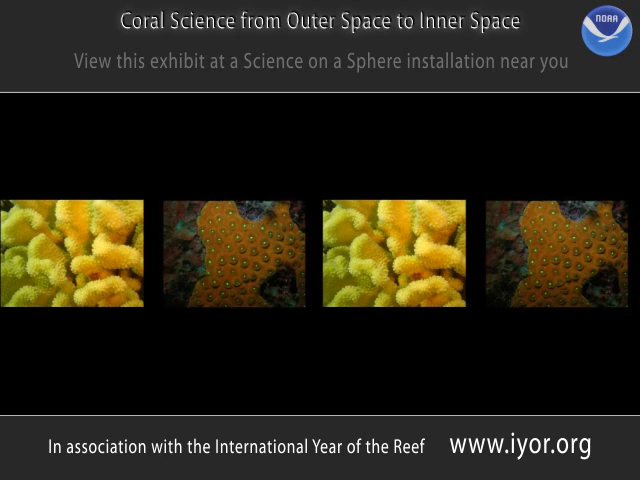 Coral Science from Outer Space to Inner Space
NOAA
View this exhibit at a Science on a Sphere installation near you
In association with the International Year of the Reef www.iyor.org